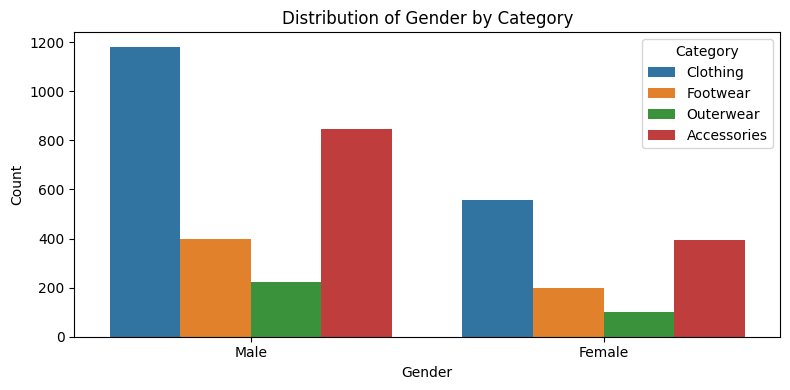 Distribution of Gender by Category
Category
Clothing
Footwear
Outerwear
Accessories
Count
1200
1000
800
600
400
200
0
Male
Female
Gender